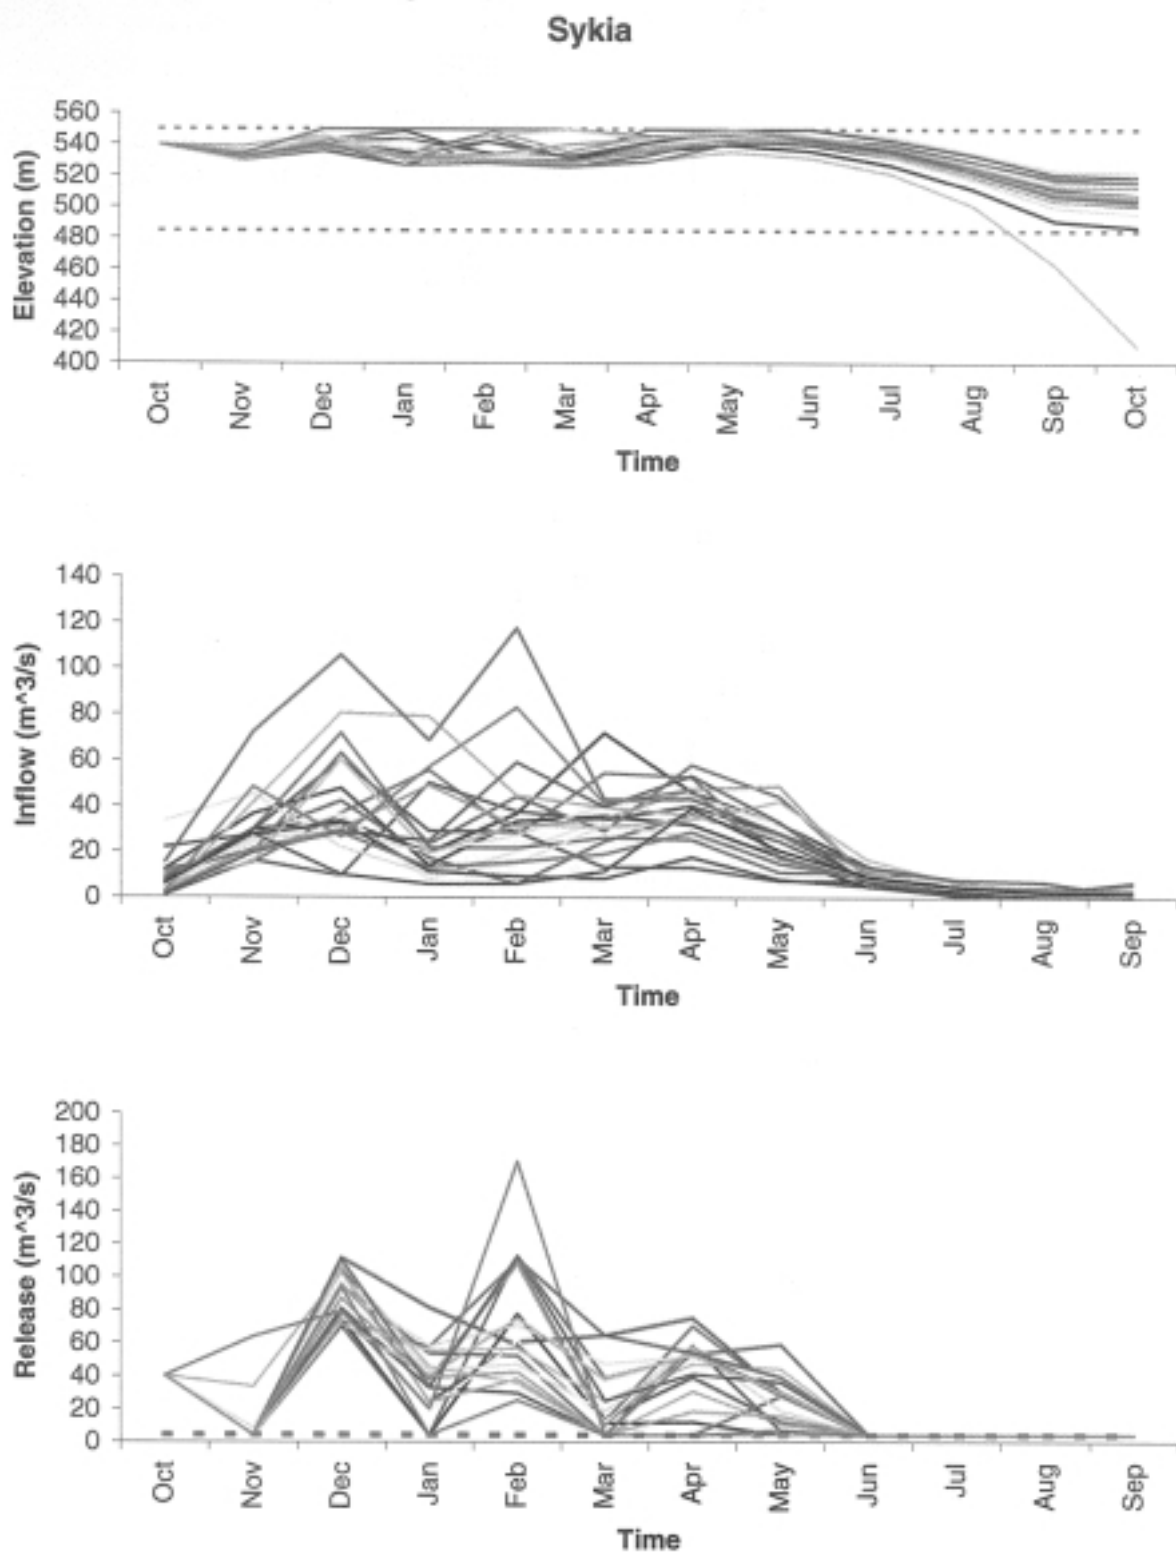 Sykia
Elevation (m)
560
540
520
500
480
460
440
420
400
Oct Nov Dec Jan Feb Mar Apr May Jun Jul Aug Sep Oct
Time
Inflow (m^3/s)
140
120
100
80
60
40
20
0
Oct Nov Dec Jan Feb Mar Apr May Jun Jul Aug Sep
Time
Release (m^3/s)
200
180
160
140
120
100
80
60
40
20
0
Oct Nov Dec Jan Feb Mar Apr May Jun Jul Aug Sep
Time